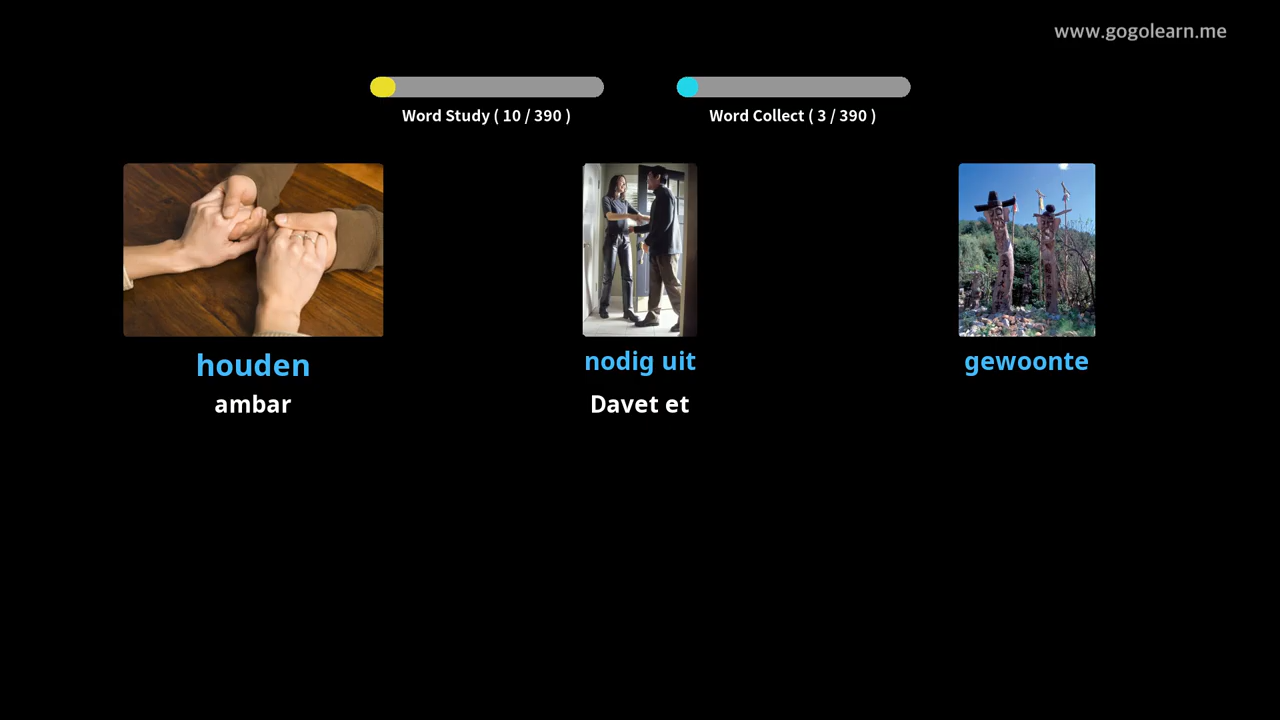 www.gogolearn.me
Word Study ( 10 / 390 )
Word Collect ( 3 / 390 )
houden
ambar
nodig uit
Davet et
gewoonte